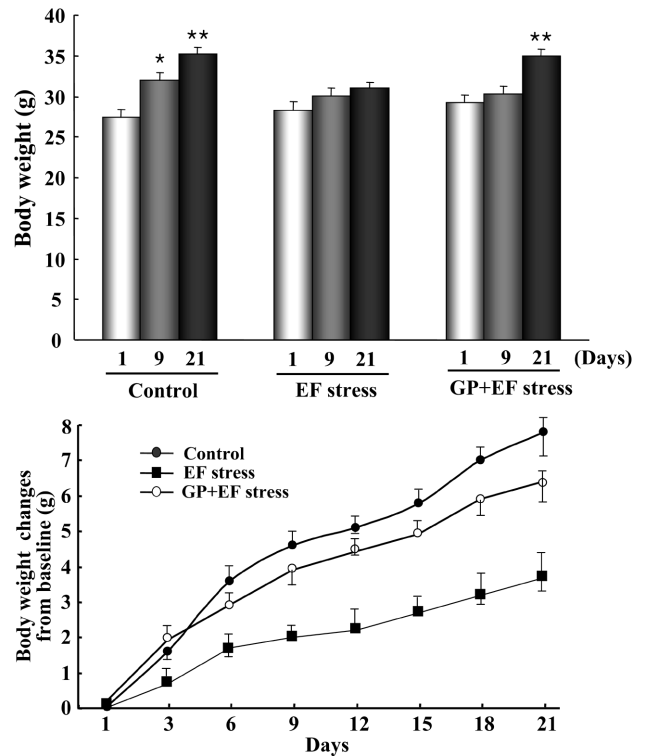 40
35
30
25
20
15
10
5
0
Body weight (g)
* ** **
1 9 21 1 9 21 1 9 21 (Days)
Control EF stress GP+EF stress
8
7
6
5
4
3
2
1
0
Body weight changes
from baseline (g)
Control
EF stress
GP+EF stress
1 3 6 9 12 15 18 21
Days